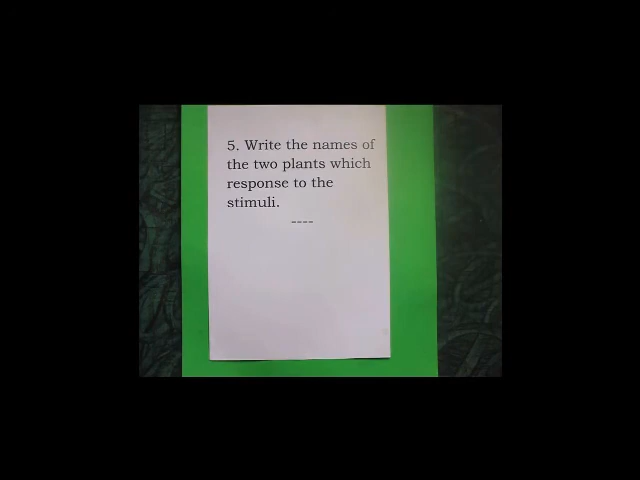 5. Write the names of
the two plants which
response to the
stimuli.
----